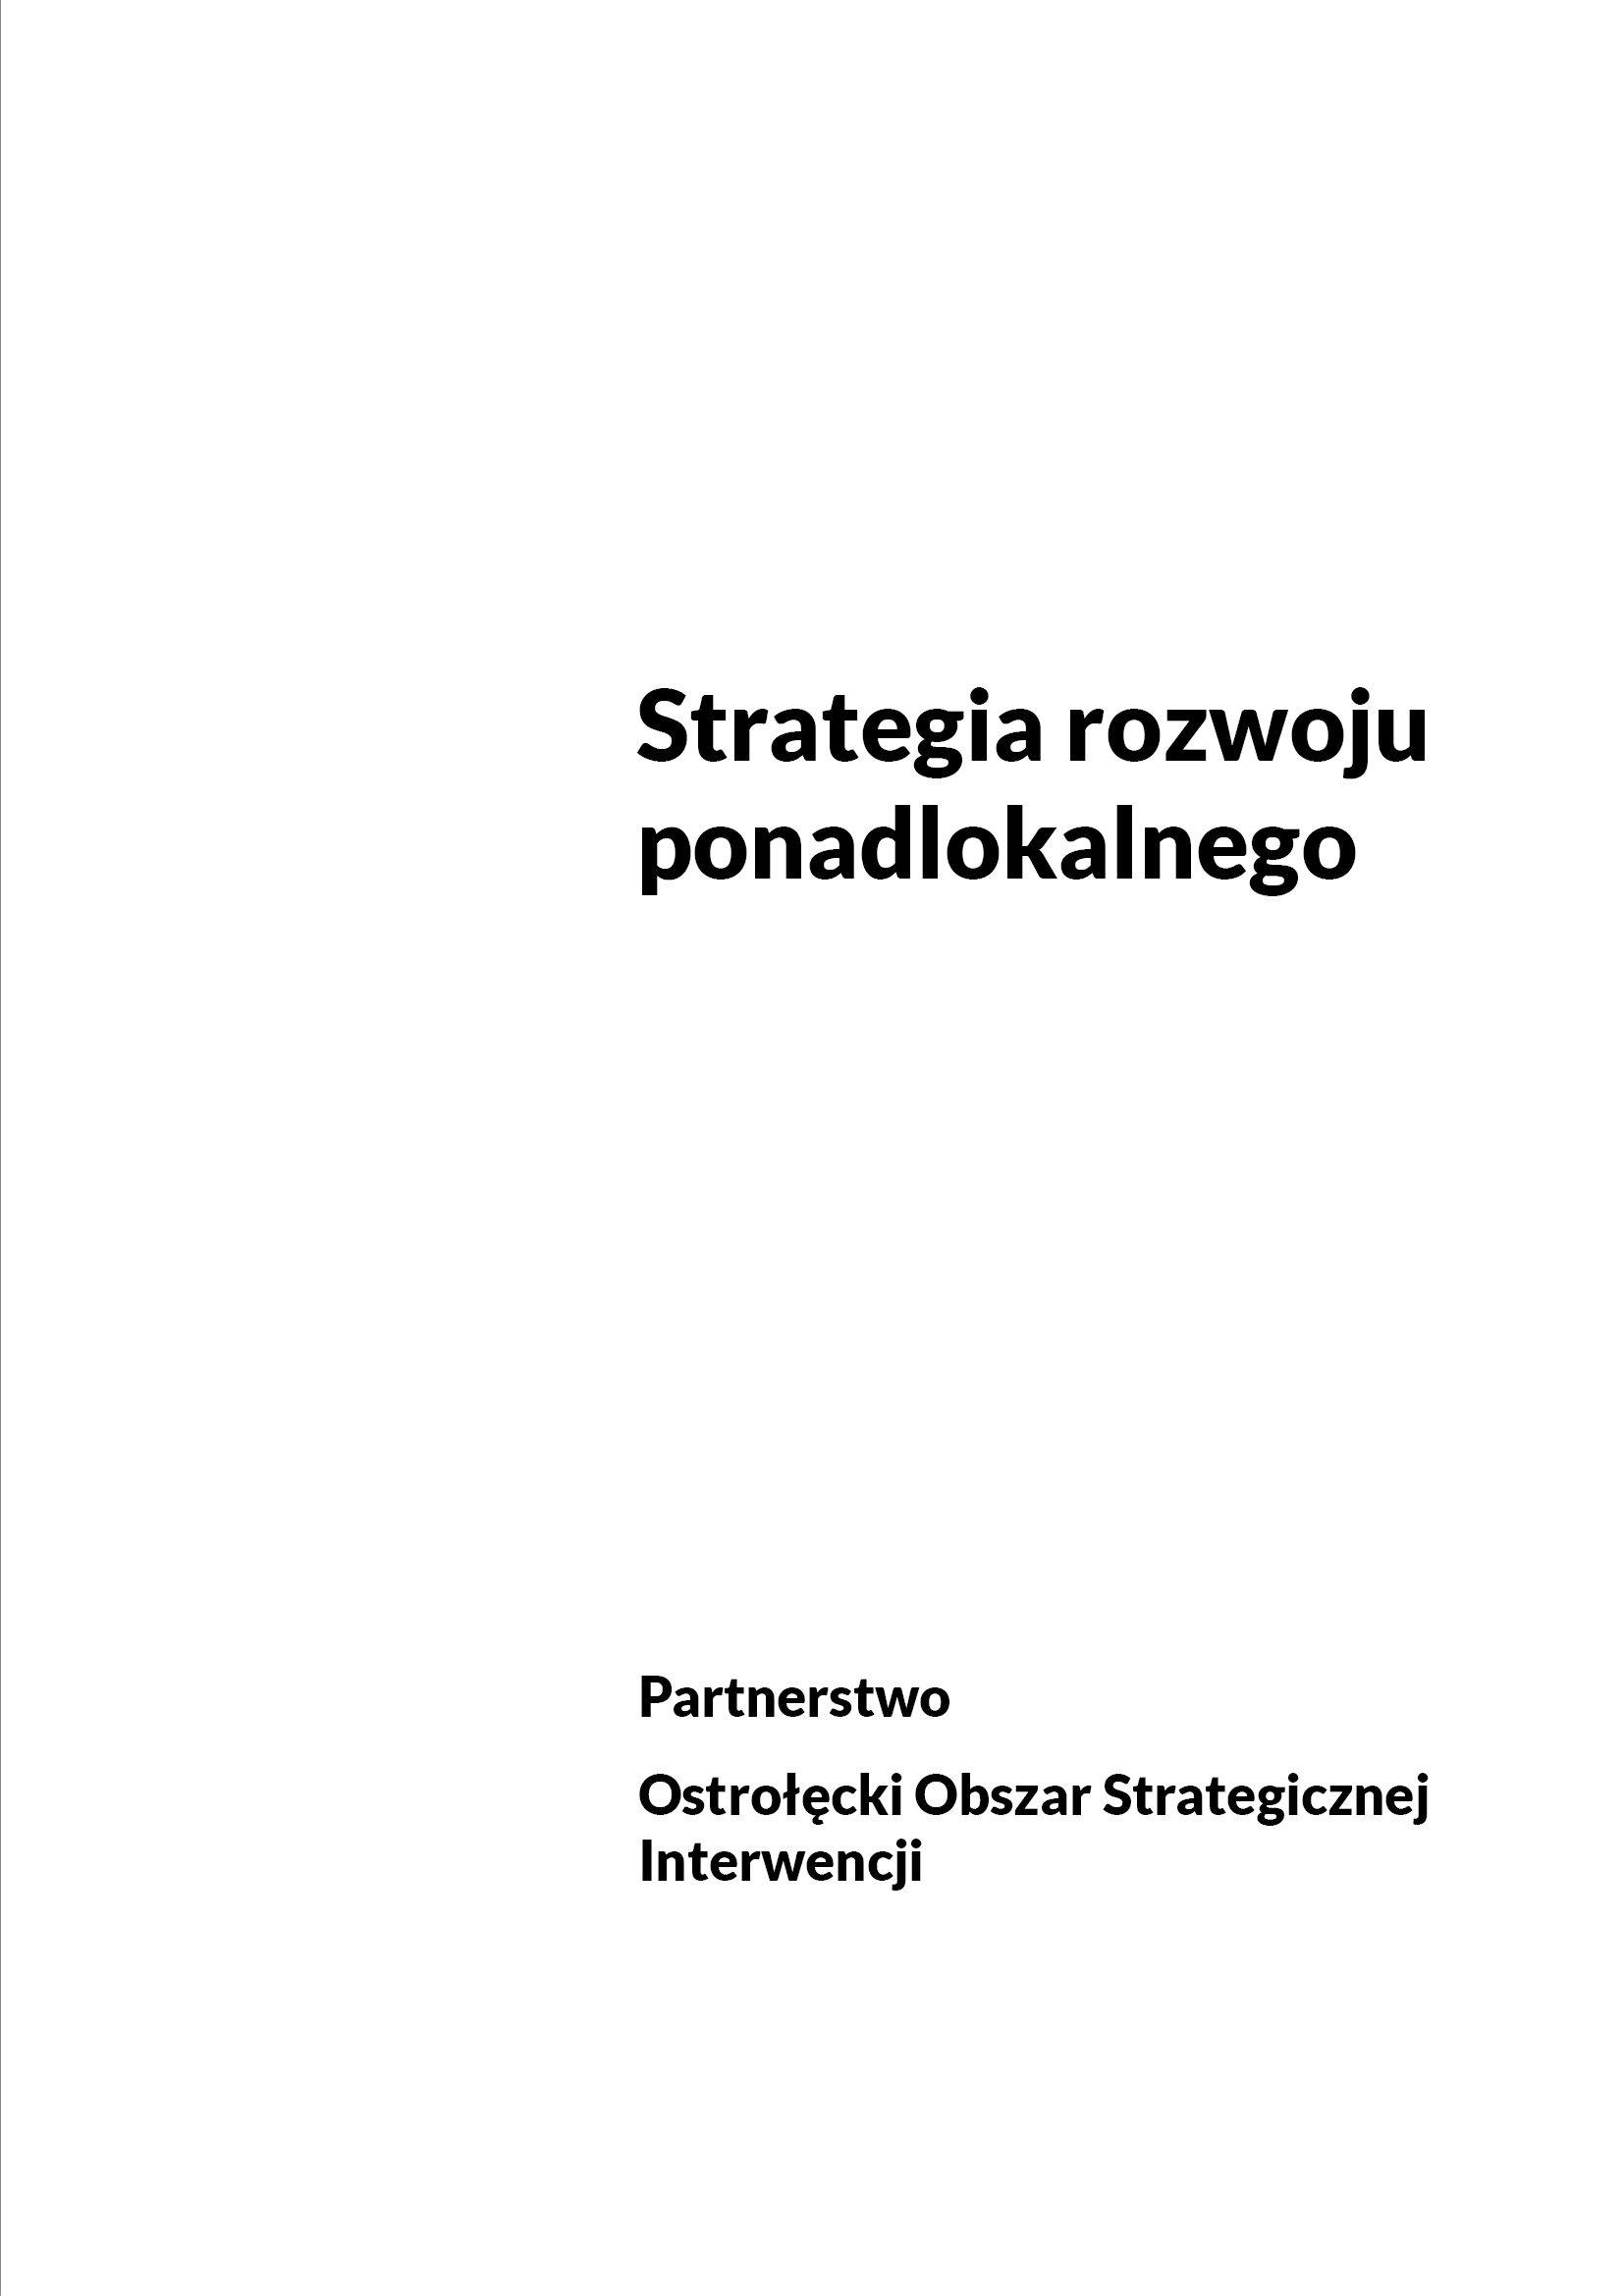 Strategia rozwoju
ponadlokalnego
Partnerstwo
Ostrołęcki Obszar Strategicznej
Interwencji